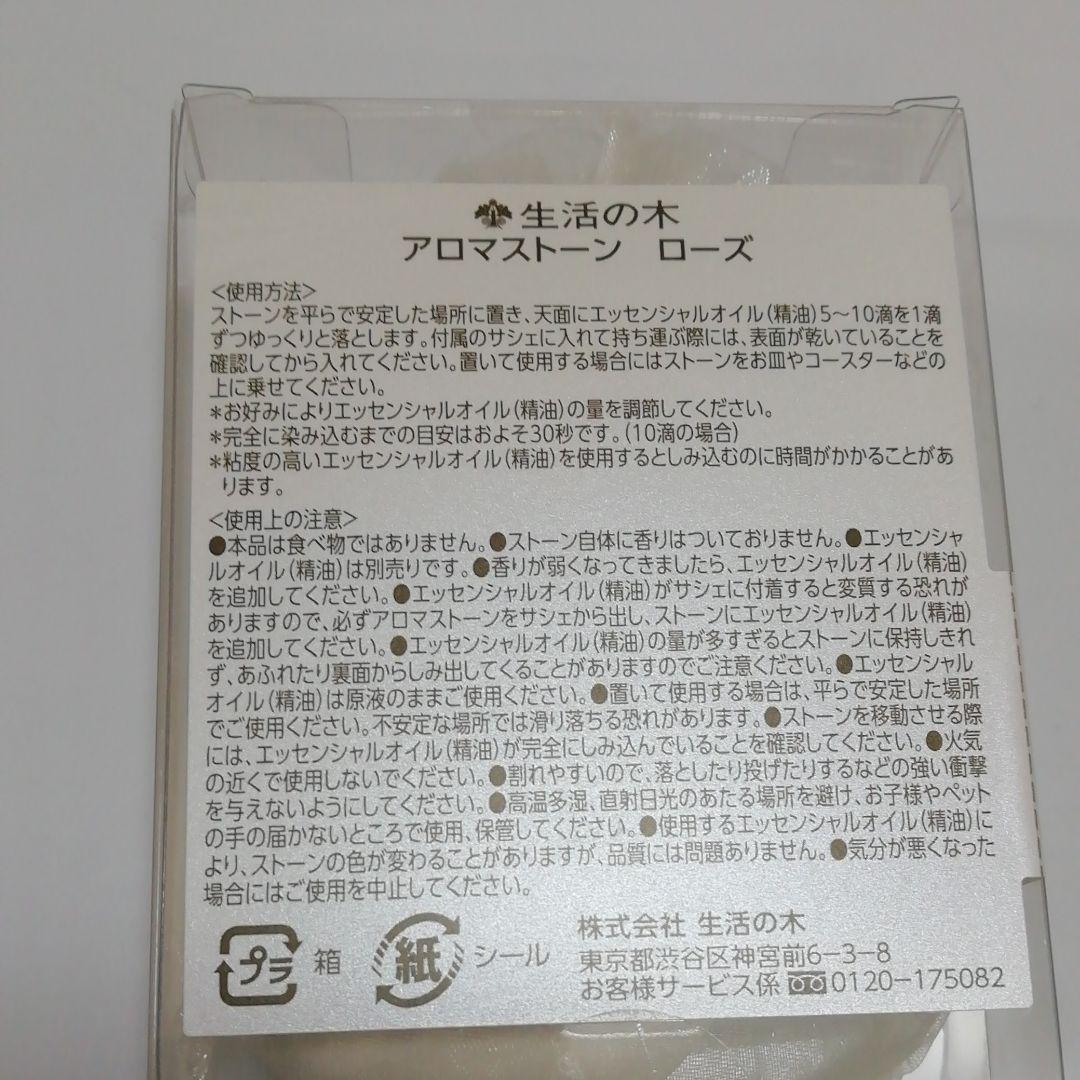 生活の木
アロマストーン ローズ
<使用方法>
ストーンを平らで安定した場所に置き、天面にエッセンシャルオイル(精油)5〜10滴を1滴
ずつゆっくりと落とします。付属のサシェに入れて持ち運ぶ際には、表面が乾いていることを
確認してから入れてください。置いて使用する場合にはストーンをお皿やコースターなどの
上に乗せてください。
*お好みによりエッセンシャルオイル(精油)の量を調節してください。
*完全に染み込むまでの目安はおよそ30秒です。(10滴の場合)
*粘度の高いエッセンシャルオイル(精油)を使用するとしみ込むのに時間がかかることがあ
ります。
<使用上の注意>
●本品は食べ物ではありません。●ストーン自体に香りはついておりません。●エッセンシャ
ルオイル(精油)は別売りです。●香りが弱くなってきましたら、エッセンシャルオイル(精油)
を追加してください。●エッセンシャルオイル(精油)がサシェに付着すると変質する恐れが
ありますので、必ずアロマストーンをサシェから出し、ストーンにエッセンシャルオイル(精油)
を追加してください。●エッセンシャルオイル(精油)の量が多すぎるとストーンに保持しきれ
ず、あふれたり裏面からしみ出してくることがありますのでご注意ください。●エッセンシャル
オイル(精油)は原液のままご使用ください。●置いて使用する場合は、平らで安定した場所
でご使用ください。不安定な場所では滑り落ちる恐れがあります。●ストーンを移動させる際
には、エッセンシャルオイル(精油)が完全にしみ込んでいることを確認してください。●火気
の近くで使用しないでください。●割れやすいので、落としたり投げたりするなどの強い衝撃
を与えないようにしてください。●高温多湿、直射日光のあたる場所を避け、お子様やペット
の手の届かないところで使用、保管してください。●使用するエッセンシャルオイル(精油)に
より、ストーンの色が変わることがありますが、品質には問題ありません。●気分が悪くなった
場合にはご使用を中止してください。
プラ 箱 紙 シール
株式会社 生活の木
東京都渋谷区神宮前6-3-8
お客様サービス係 0120-175082